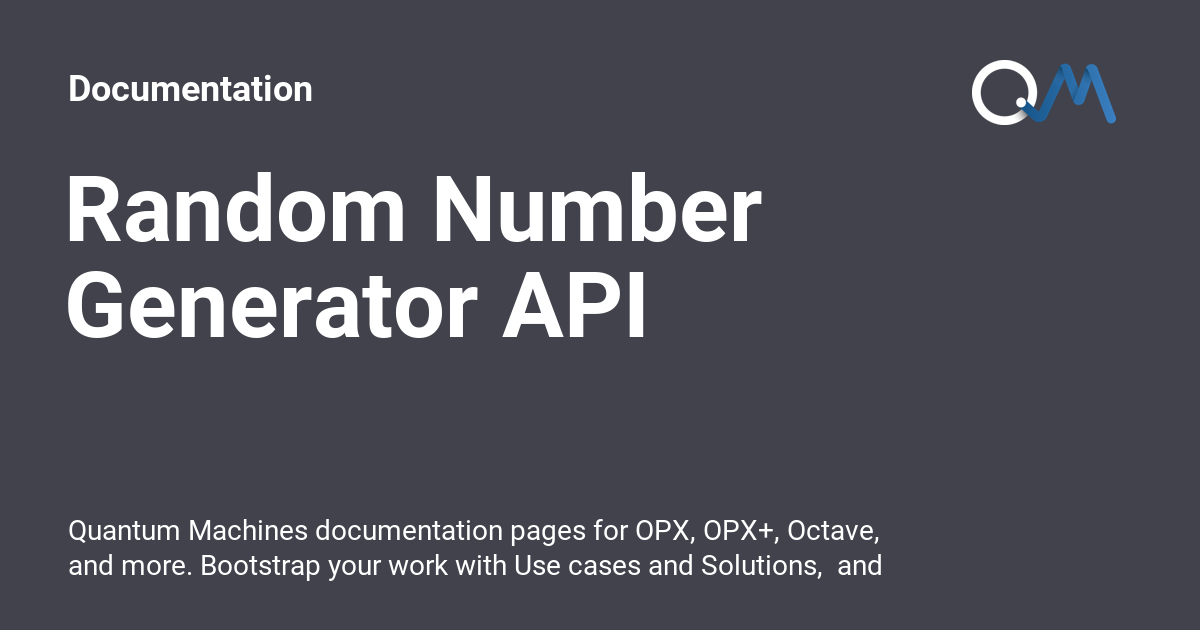 Documentation
QM
Random Number
Generator API
Quantum Machines documentation pages for OPX, OPX+, Octave,
and more. Bootstrap your work with Use cases and Solutions,  and